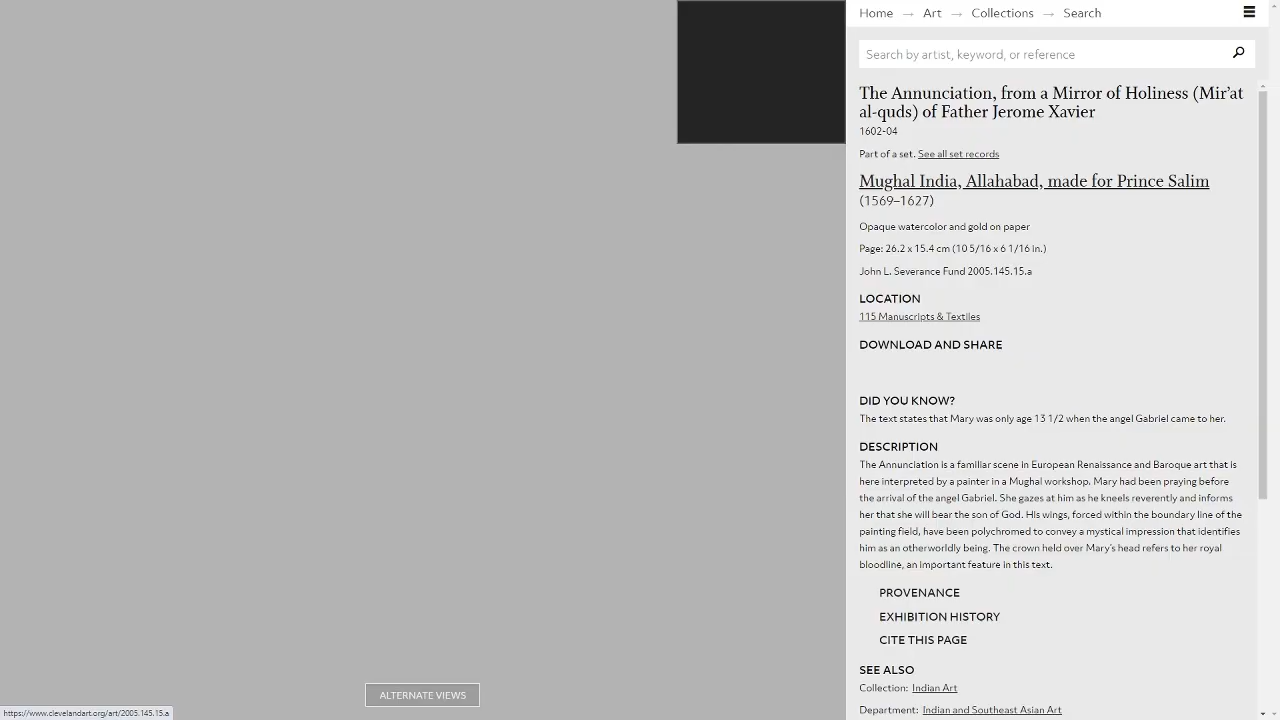 Home → Art → Collections → Search
Search by artist, keyword, or reference
The Annunciation, from a Mirror of Holiness (Mir’at
al-quds) of Father Jerome Xavier
1602-04
Part of a set. See all set records
Mughal India, Allahabad, made for Prince Salim
(1569–1627)
Opaque watercolor and gold on paper
Page: 26.2 x 15.4 cm (10 5/16 x 6 1/16 in.)
John L. Severance Fund 2005.145.15.a
LOCATION
115 Manuscripts & Textiles
DOWNLOAD AND SHARE
DID YOU KNOW?
The text states that Mary was only age 13 1/2 when the angel Gabriel came to her.
DESCRIPTION
The Annunciation is a familiar scene in European Renaissance and Baroque art that is
here interpreted by a painter in a Mughal workshop. Mary had been praying before
the arrival of the angel Gabriel. She gazes at him as he kneels reverently and informs
her that she will bear the son of God. His wings, forced within the boundary line of the
painting field, have been polychromed to convey a mystical impression that identifies
him as an otherworldly being. The crown held over Mary’s head refers to her royal
bloodline, an important feature in this text.
PROVENANCE
EXHIBITION HISTORY
CITE THIS PAGE
SEE ALSO
Collection: Indian Art
Department: Indian and Southeast Asian Art
ALTERNATE VIEWS
https://www.clevelandart.org/art/2005.145.15.a